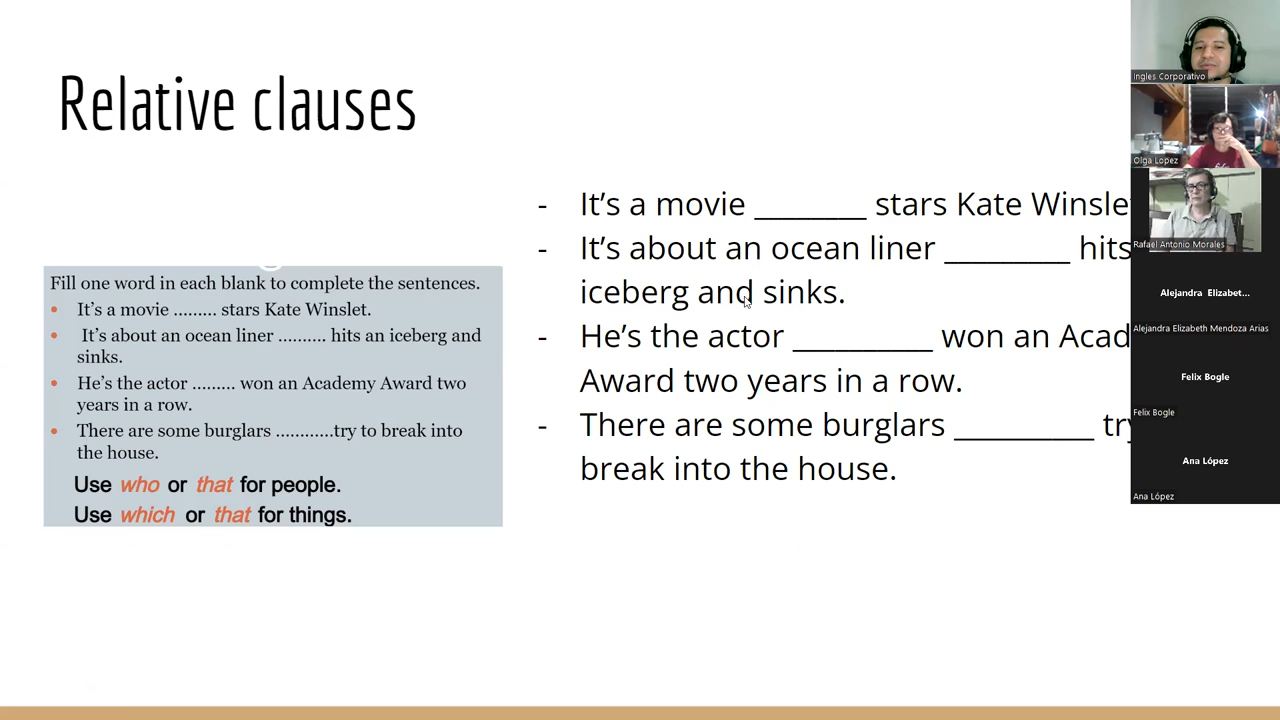 Relative clauses
Fill one word in each blank to complete the sentences.
• It's a movie ......... stars Kate Winslet.
• It's about an ocean liner .......... hits an iceberg and
sinks.
• He's the actor ......... won an Academy Award two
years in a row.
• There are some burglars ............try to break into
the house.
Use who or that for people.
Use which or that for things.
- It's a movie ________ stars Kate Winsle
- It's about an ocean liner _________ hits
iceberg and sinks.
- He's the actor __________ won an Acad
Award two years in a row.
- There are some burglars __________ try
break into the house.
Ingles Corporativo
Olga Lopez
Rafael Antonio Morales
Alejandra Elizabet...
Alejandra Elizabeth Mendoza Arias
Felix Bogle
Felix Bogle
Ana López
Ana López